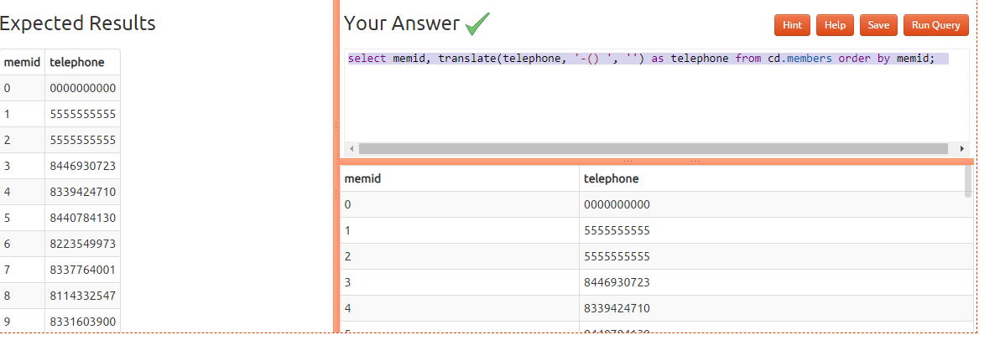 Expected Results
memid telephone
0 0000000000
1 5555555555
2 5555555555
3 8446930723
4 8339424710
5 8440784130
6 8223549973
7 8337764001
8 8114332547
9 8331603900
Your Answer
Hint Help Save Run Query
select memid, translate(telephone, '-() ', '') as telephone from cd.members order by memid;
memid telephone
0 0000000000
1 5555555555
2 5555555555
3 8446930723
4 8339424710